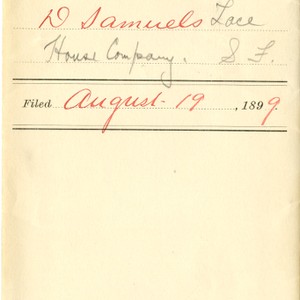 D Samuels Lace
House Company. S F.
Filed August 19, 1899.